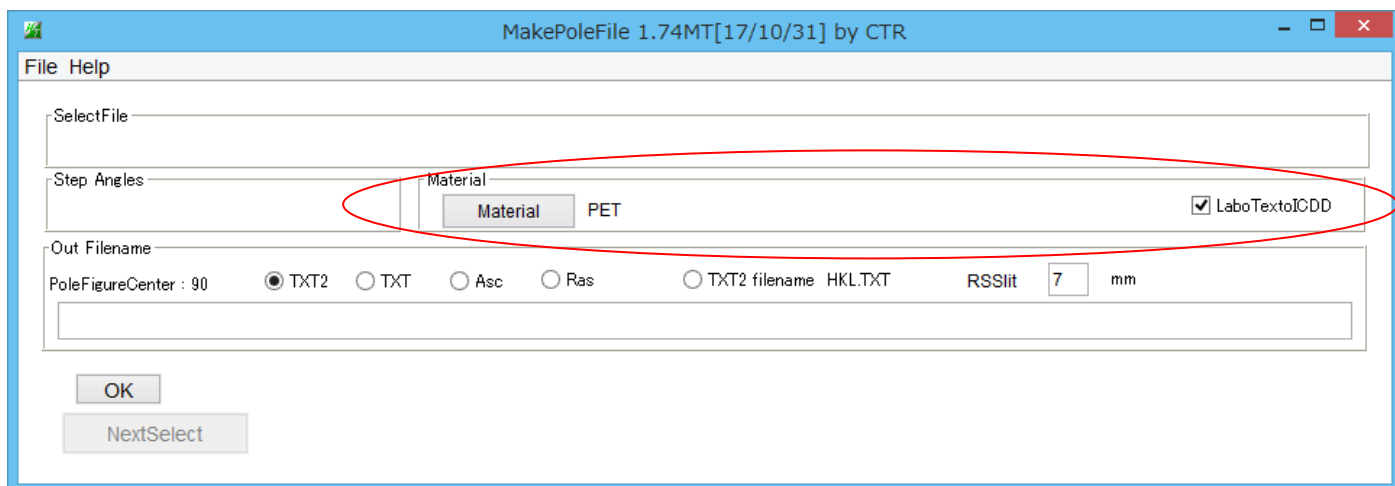 MakePoleFile 1.74MT[17/10/31] by CTR
File Help
SelectFile
Step Angles
Material
Material PET
LaboTextoICDD
Out Filename
PoleFigureCenter : 90 TXT2 TXT Asc Ras TXT2 filename HKL.TXT RSSlit 7 mm
OK
NextSelect